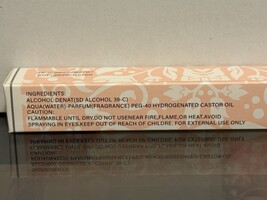 INGREDIENTS:
ALCOHOL DENAT(SD ALCOHOL 39-C)
AQUA(WATER) PARFUM(FRAGRANCE) PEG-40 HYDROGENATED CASTOR OIL
CAUTION:
FLAMMABLE UNTIL DRY.DO NOT USENEAR FIRE,FLAME,OR HEAT.AVOID
SPRAYING IN EYES.KEEP OUT OF REACH OF CHILDRE. FOR EXTERNAL USE ONLY